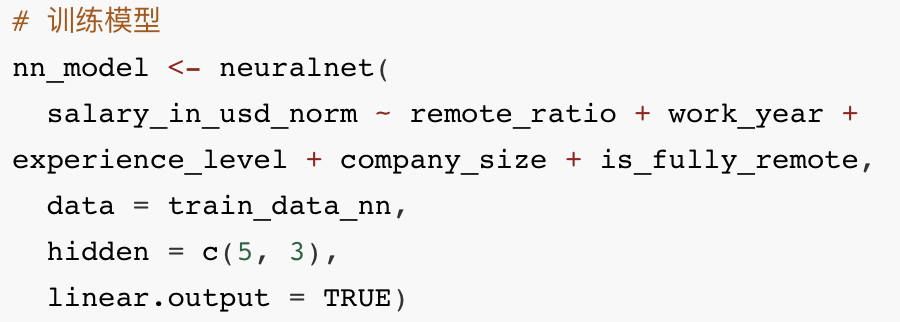 # 训练模型
nn_model <- neuralnet(
  salary_in_usd_norm ~ remote_ratio + work_year +
experience_level + company_size + is_fully_remote,
  data = train_data_nn,
  hidden = c(5, 3),
  linear.output = TRUE)